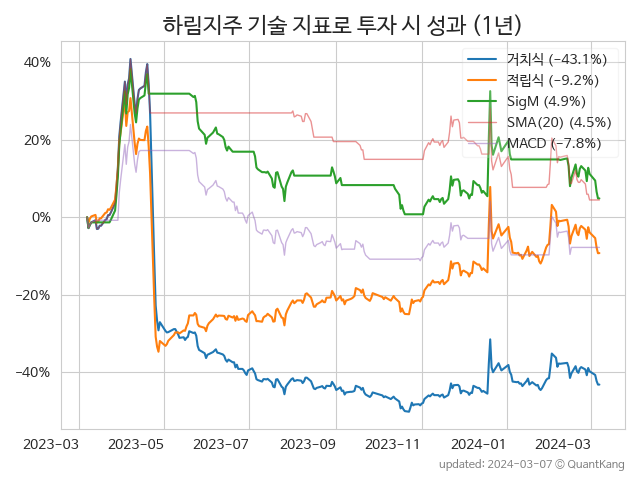 하림지주 기술 지표로 투자 시 성과 (1년)
거치식 (−43.1%)
적립식 (−9.2%)
SigM (4.9%)
SMA(20) (4.5%)
MACD (−7.8%)
40%
20%
0%
−20%
−40%
2023-03
2023-05
2023-07
2023-09
2023-11
2024-01
2024-03
updated: 2024-03-07 © QuantKang